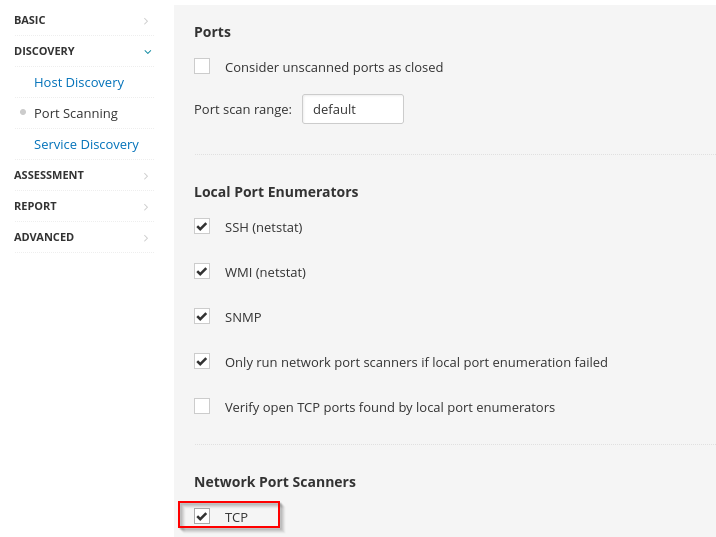 BASIC
DISCOVERY
Host Discovery
Port Scanning
Service Discovery
ASSESSMENT
REPORT
ADVANCED
Ports
Consider unscanned ports as closed
Port scan range: default
Local Port Enumerators
SSH (netstat)
WMI (netstat)
SNMP
Only run network port scanners if local port enumeration failed
Verify open TCP ports found by local port enumerators
Network Port Scanners
TCP